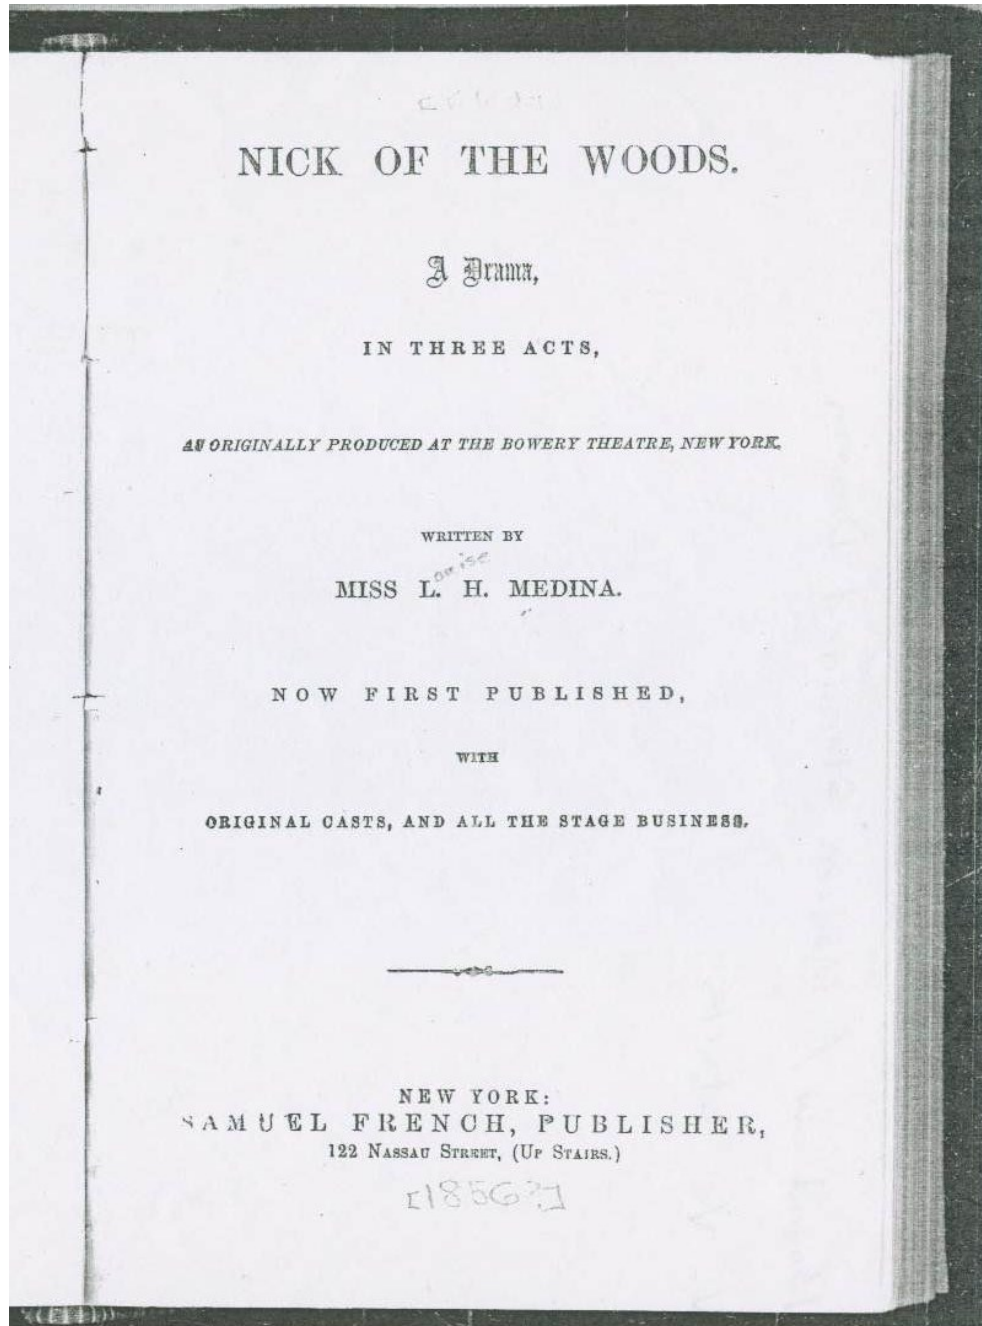 NICK OF THE WOODS.
A Drama,
IN THREE ACTS,
AS ORIGINALLY PRODUCED AT THE BOWERY THEATRE, NEW YORK,
WRITTEN BY
ouise
MISS L. H. MEDINA.
NOW FIRST PUBLISHED,
WITH
ORIGINAL CASTS, AND ALL THE STAGE BUSINESS.
NEW YORK:
SAMUEL FRENCH, PUBLISHER,
122 NASSAU STREET, (UP STAIRS.)
[1856?]